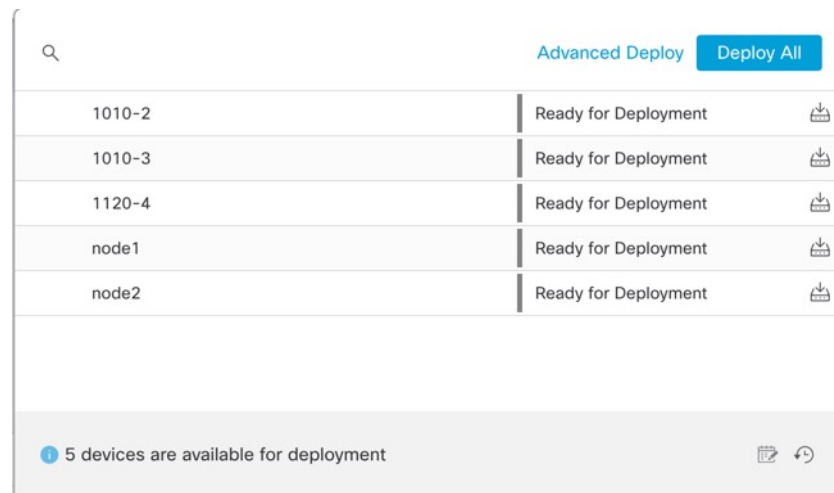 Advanced Deploy Deploy All
1010-2 Ready for Deployment
1010-3 Ready for Deployment
1120-4 Ready for Deployment
node1 Ready for Deployment
node2 Ready for Deployment
5 devices are available for deployment